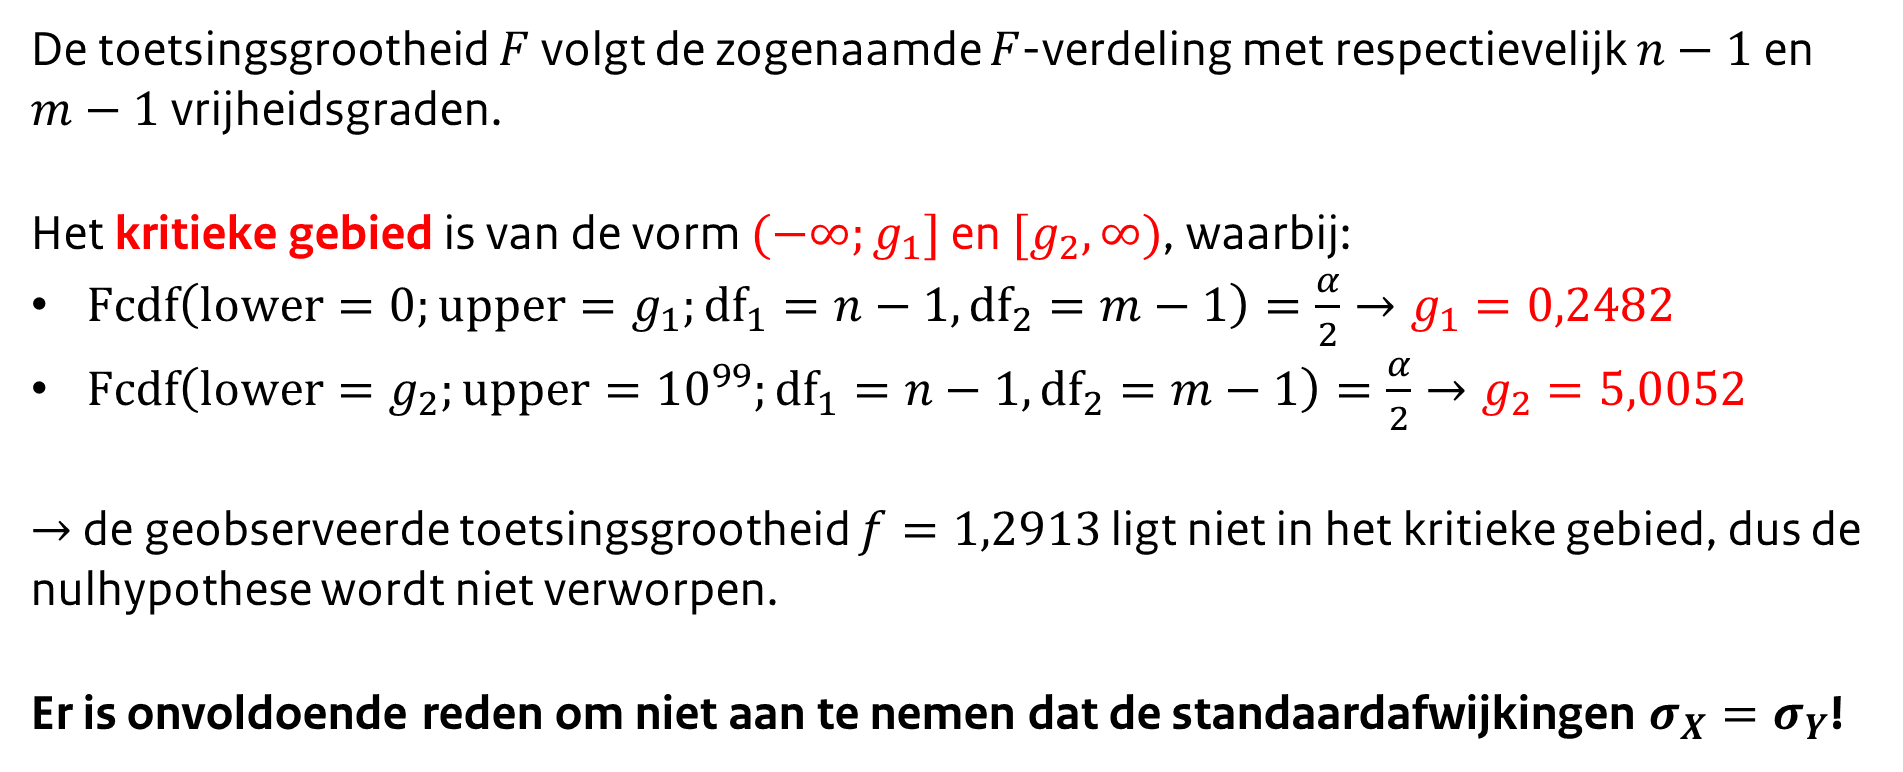 De toetsingsgrootheid F volgt de zogenaamde F-verdeling met respectievelijk n − 1 en
m − 1 vrijheidsgraden.
Het kritieke gebied is van de vorm (−∞; g₁] en [g₂, ∞), waarbij:
• Fcdf(lower = 0; upper = g₁; df₁ = n − 1, df₂ = m − 1) = α/2 → g₁ = 0,2482
• Fcdf(lower = g₂; upper = 10⁹⁹; df₁ = n − 1, df₂ = m − 1) = α/2 → g₂ = 5,0052
→ de geobserveerde toetsingsgrootheid f = 1,2913 ligt niet in het kritieke gebied, dus de
nulhypothese wordt niet verworpen.
Er is onvoldoende reden om niet aan te nemen dat de standaardafwijkingen σ_X = σ_Y!